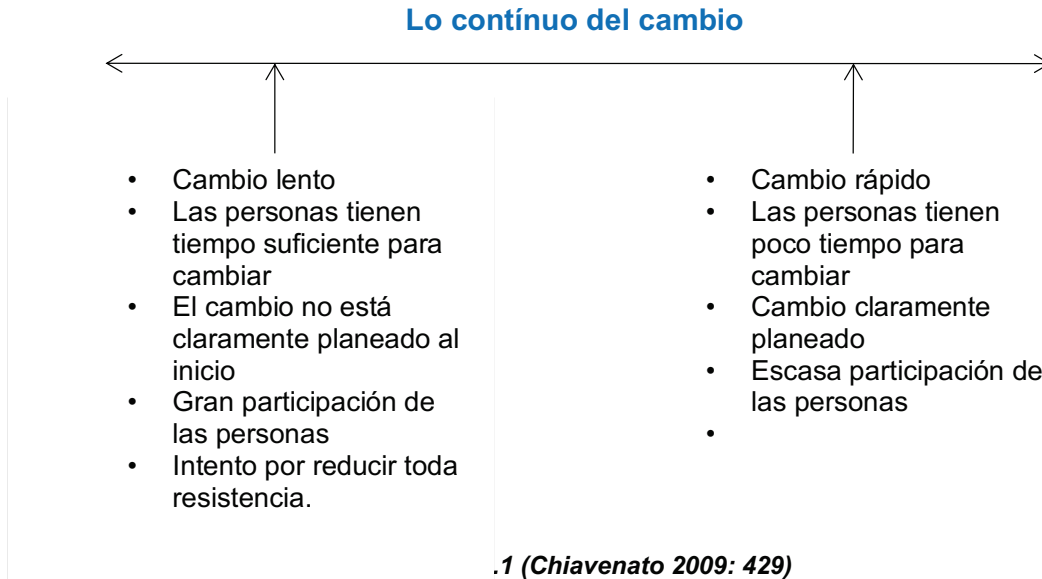 Lo contínuo del cambio
• Cambio lento
• Las personas tienen
tiempo suficiente para
cambiar
• El cambo no está
claramente planeado al
inicio
• Gran participación de
las personas
• Intento por reducir toda
resistencia.
• Cambio rápido
• Las personas tienen
poco tiempo para
cambiar
• Cambio claramente
planeado
• Escasa participación de
las personas
•
.1 (Chiavenato 2009: 429)